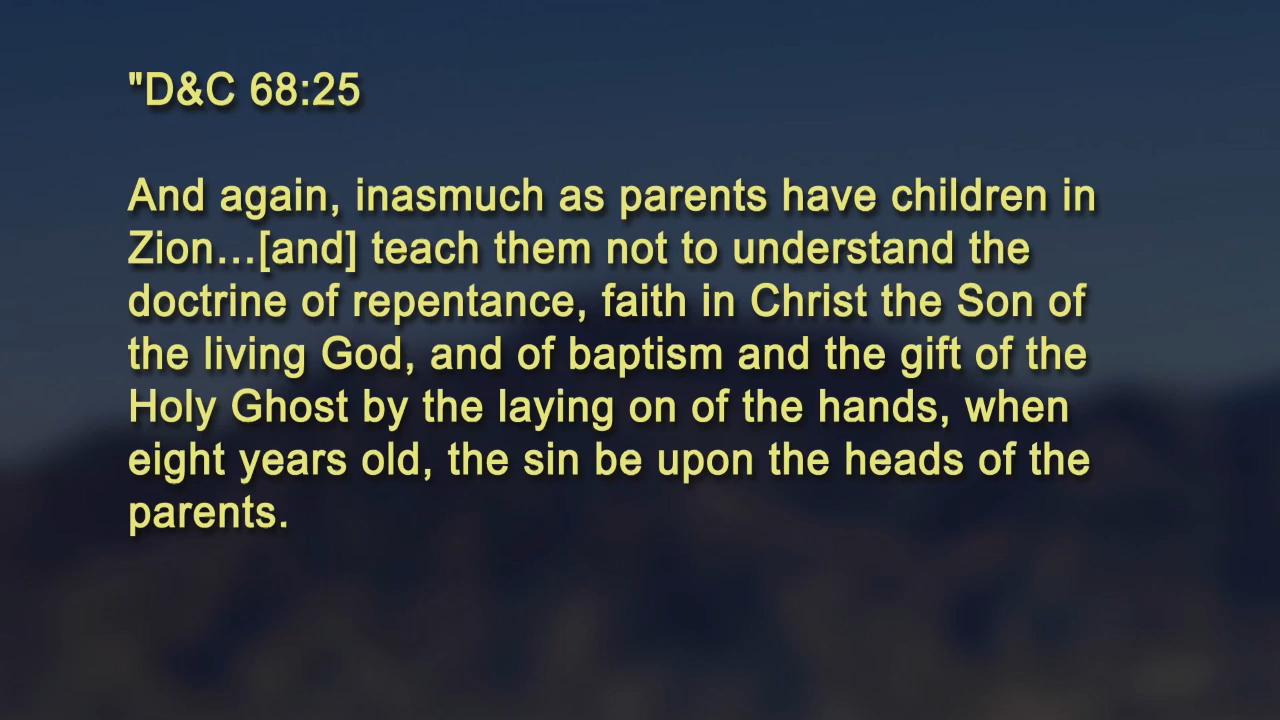 "D&C 68:25
And again, inasmuch as parents have children in
Zion...[and] teach them not to understand the
doctrine of repentance, faith in Christ the Son of
the living God, and of baptism and the gift of the
Holy Ghost by the laying on of the hands, when
eight years old, the sin be upon the heads of the
parents.